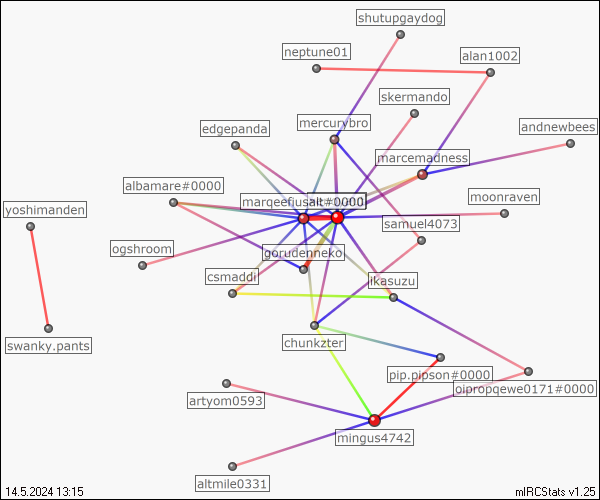 shutupgaydog
neptune01
alan1002
skermando
mercurybro
andnewbees
edgepanda
marcemadness
albamare#0000
marqeefjusalt#0000
moonraven
yoshimanden
samuel4073
ogshroom
gorudenneko
csmaddi
ikasuzu
swanky.pants
chunkzter
pip.pipson#0000
oipropqewe0171#0000
artyom0593
mingus4742
altmile0331
14.5.2024 13:15
mIRCStats v1.25